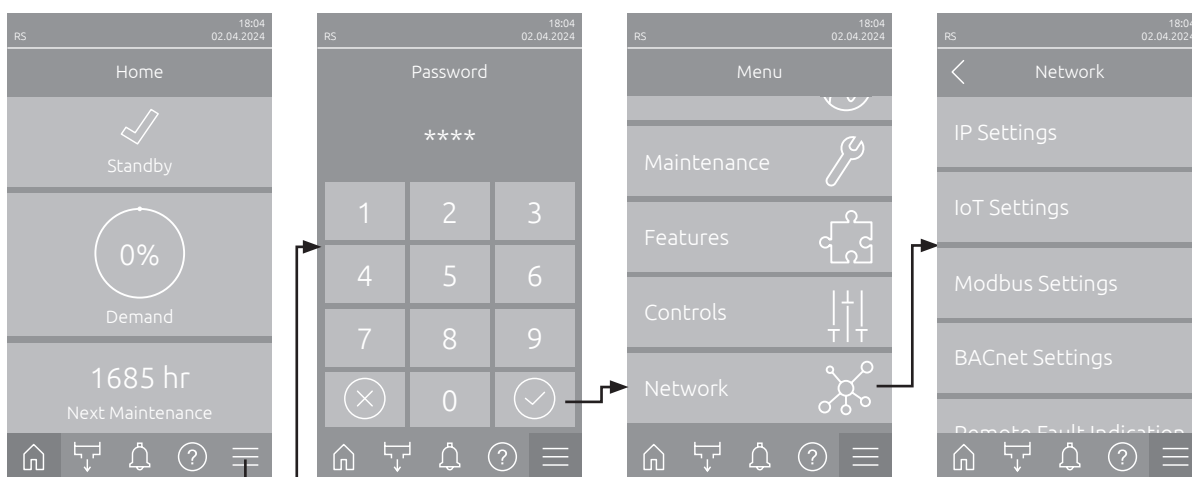 18:04
RS 02.04.2024
Home
Standby
0%
Demand
1685 hr
Next Maintenance
?
18:04
RS 02.04.2024
Password
****
1 2 3
4 5 6
7 8 9
0
?
18:04
RS 02.04.2024
Menu
Maintenance
Features
Controls
Network
?
18:04
RS 02.04.2024
Network
IP Settings
IoT Settings
Modbus Settings
BACnet Settings
Remote Fault Indication
?